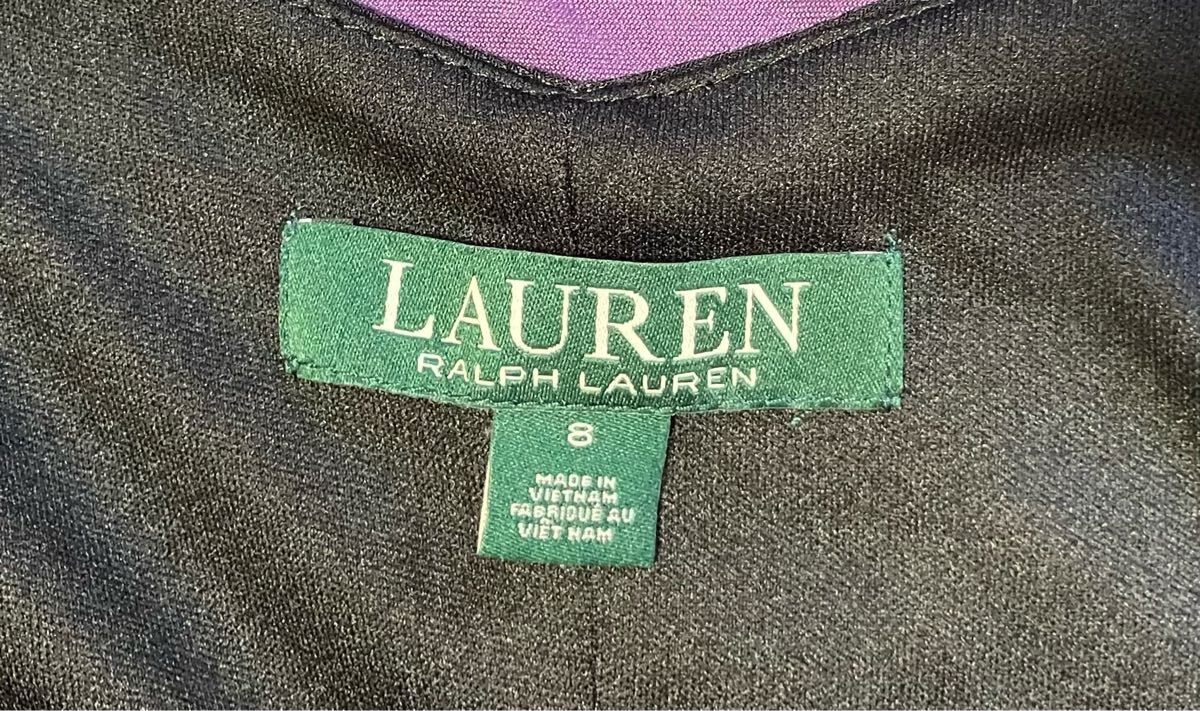 LAUREN
RALPH LAUREN
8
MADE IN
VIETNAM
FABRIQUÉ AU
VIÊT NAM